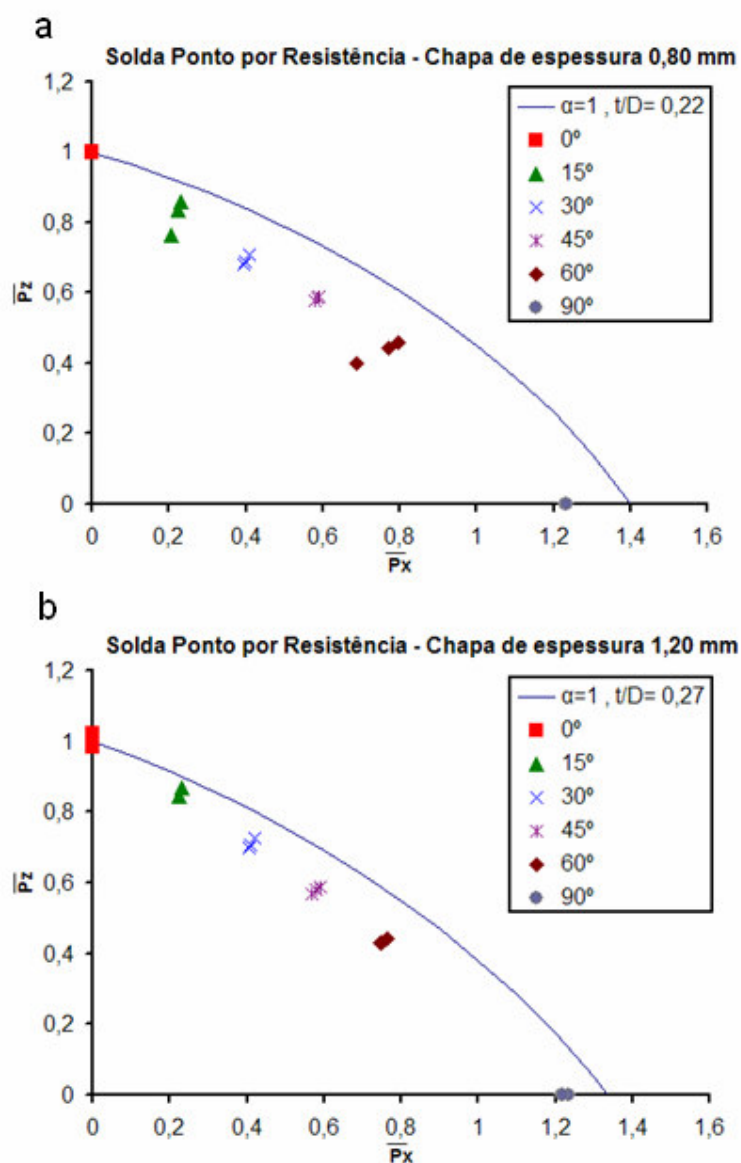 a
Solda Ponto por Resistência - Chapa de espessura 0,80 mm
1,2
1
0,8
0,6
0,4
0,2
0
Pz
α=1 , t/D= 0,22
0º
15º
30º
45º
60º
90º
0 0,2 0,4 0,6 0,8 1 1,2 1,4 1,6
Px
b
Solda Ponto por Resistência - Chapa de espessura 1,20 mm
1,2
1
0,8
0,6
0,4
0,2
0
Pz
α=1 , t/D= 0,27
0º
15º
30º
45º
60º
90º
0 0,2 0,4 0,6 0,8 1 1,2 1,4 1,6
Px